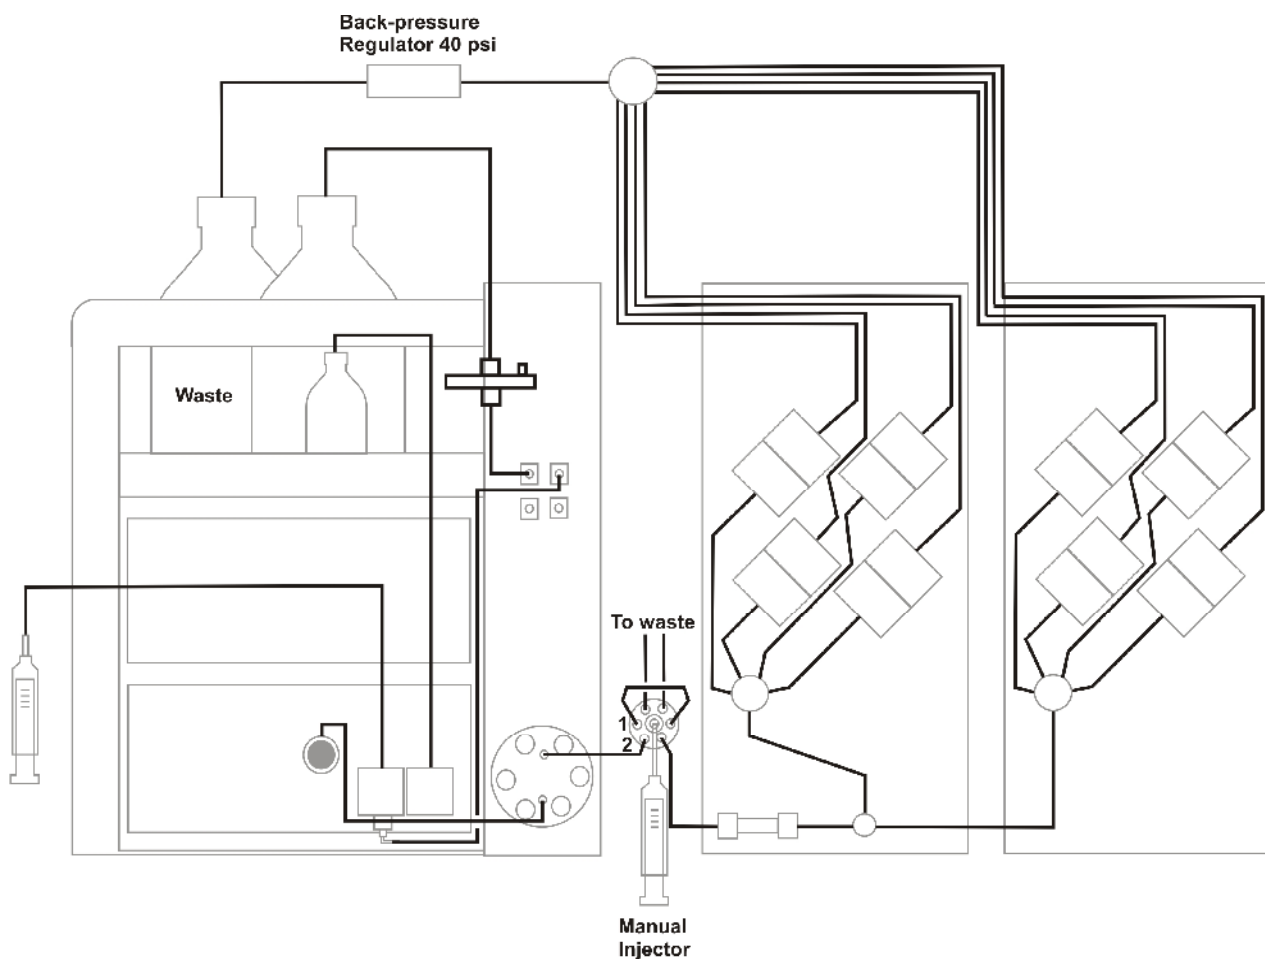 Back-pressure
Regulator 40 psi
Waste
To waste
1
2
Manual
Injector